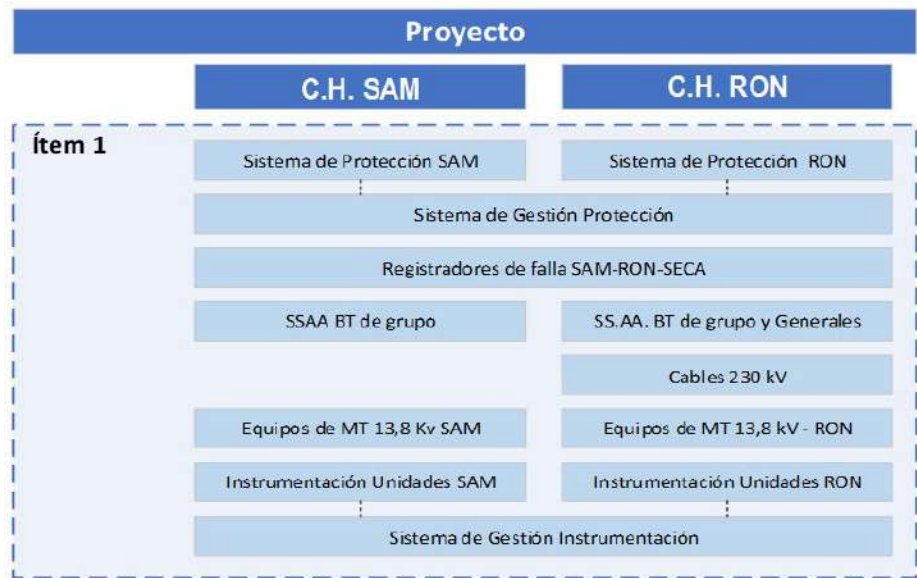 Proyecto
C.H. SAM
C.H. RON
Ítem 1
Sistema de Protección SAM
Sistema de Protección RON
Sistema de Gestión Protección
Registradores de falla SAM-RON-SECA
SSAA BT de grupo
SS.AA. BT de grupo y Generales
Cables 230 kV
Equipos de MT 13,8 Kv SAM
Equipos de MT 13,8 kV - RON
Instrumentación Unidades SAM
Instrumentación Unidades RON
Sistema de Gestión Instrumentación